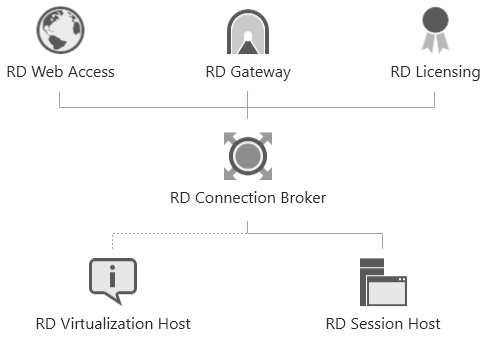 RD Web Access
RD Gateway
RD Licensing
RD Connection Broker
RD Virtualization Host
RD Session Host